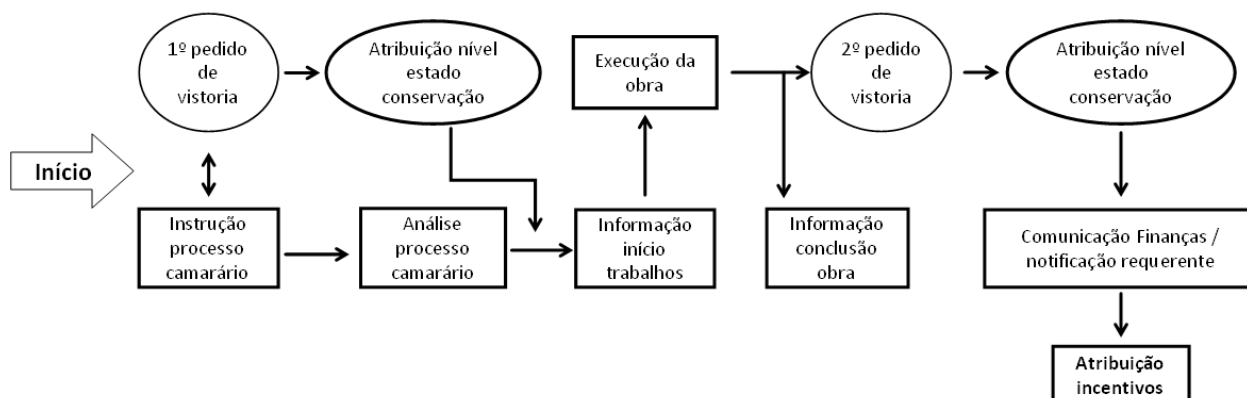 Início
1º pedido
de
vistoria
Atribuição nível
estado
conservação
Instrução
processo
camarário
Análise
processo
camarário
Informação
início
trabalhos
Execução da
obra
Informação
conclusão
obra
2º pedido
de
vistoria
Atribuição nível
estado
conservação
Comunicação Finanças /
notificação requerente
Atribuição
incentivos